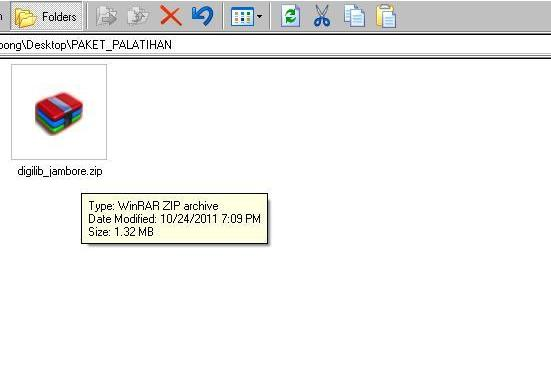 Folders
ong\Desktop\PAKET_PALATIHAN
digilib_jambore.zip
Type: WinRAR ZIP archive
Date Modified: 10/24/2011 7:09 PM
Size: 1.32 MB